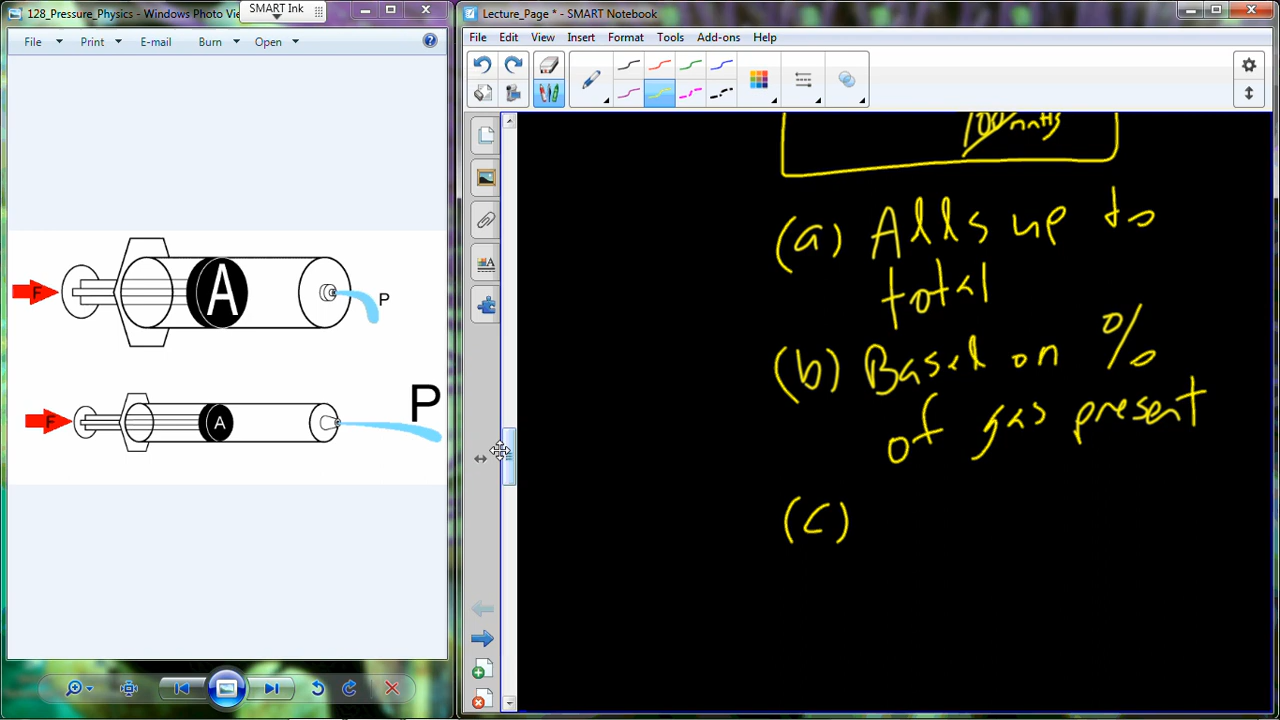 128_Pressure_Physics - Windows Photo Vie
SMART Ink
File Print E-mail Burn Open
F
A
P
F
A
P
Lecture_Page * - SMART Notebook
File Edit View Insert Format Tools Add-ons Help
(a) Adds up to
total
(b) Based on %
of gas present
(c)